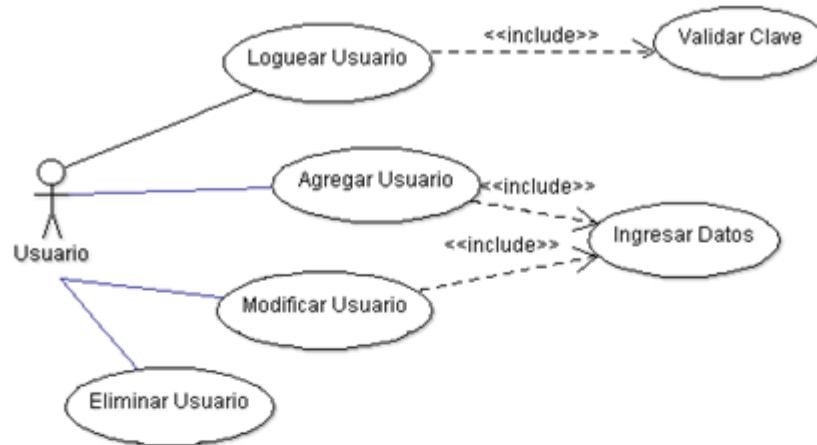 Loguear Usuario
<<include>>
Validar Clave
Agregar Usuario
<<include>>
Ingresar Datos
Usuario
<<include>>
Modificar Usuario
Eliminar Usuario